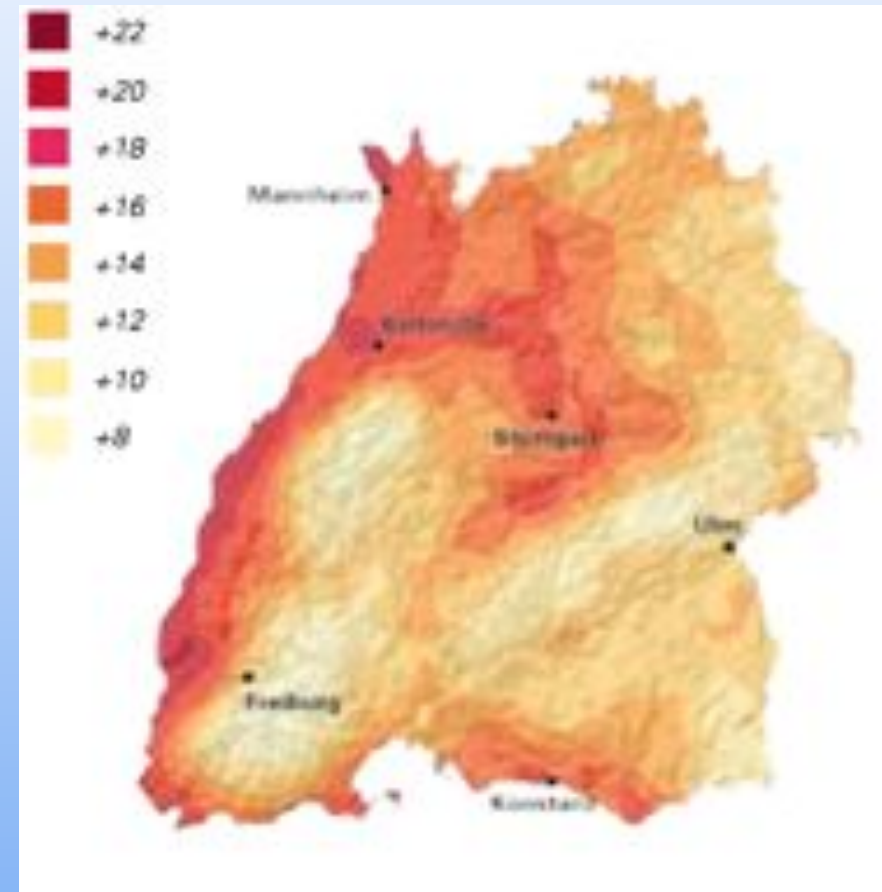 +22
+20
+18
+16
+14
+12
+10
+8
Mannheim
Karlsruhe
Stuttgart
Ulm
Freiburg
Konstanz